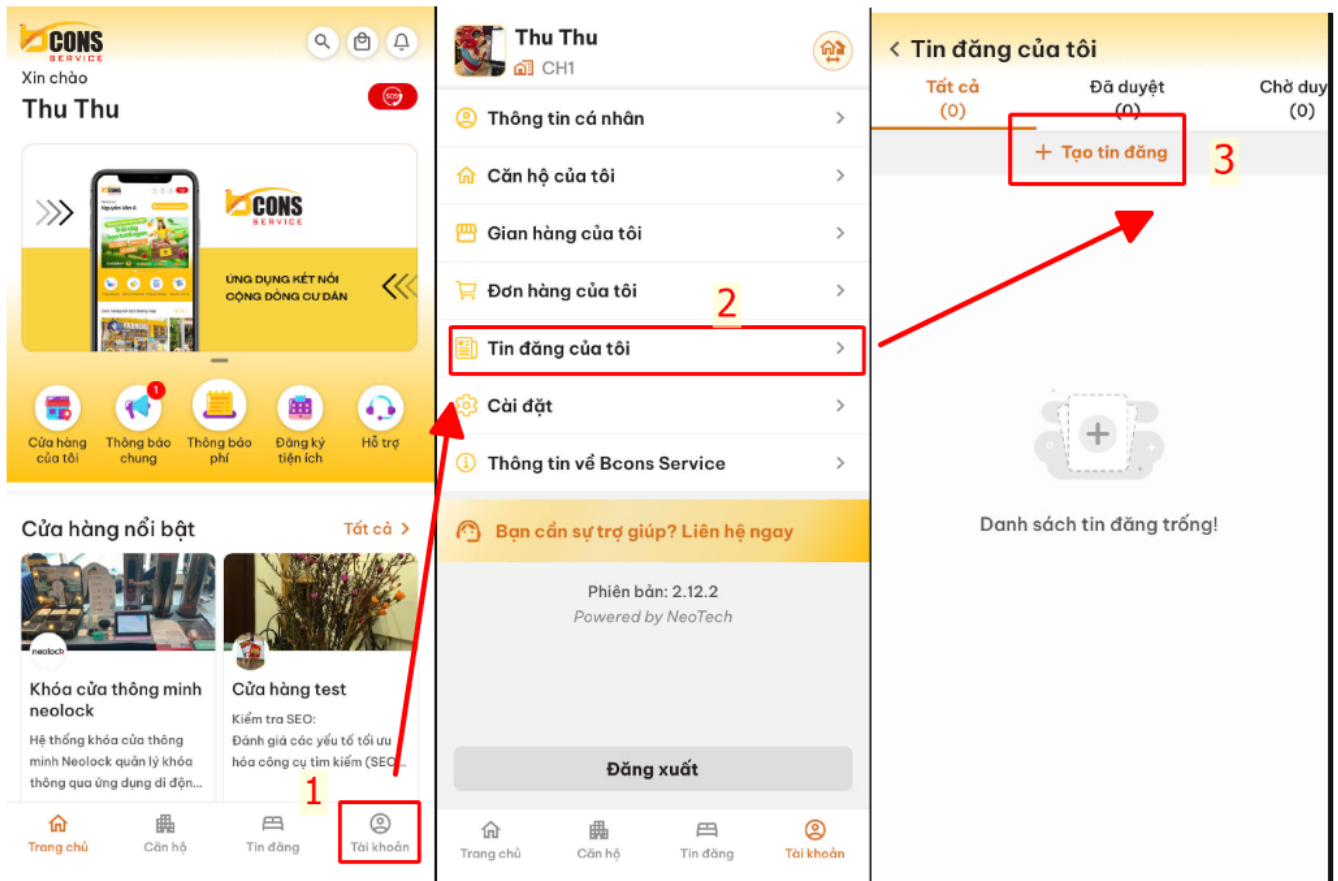 CONS
SERVICE
Xin chào
Thu Thu
SOS
CONS
SERVICE
ỨNG DỤNG KẾT NỐI
CỘNG ĐỒNG CƯ DÂN
1
Cửa hàng
của tôi
Thông báo
chung
Thông báo
phí
Đăng ký
tiện ích
Hỗ trợ
Cửa hàng nổi bật
Tất cả >
neolock
Khóa cửa thông minh
neolock
Hệ thống khóa cửa thông
minh Neolock quản lý khóa
thông qua ứng dụng di độn...
Cửa hàng test
Kiểm tra SEO:
Đánh giá các yếu tố tối ưu
hóa công cụ tìm kiếm (SEO...
1
Trang chủ
Căn hộ
Tin đăng
Tài khoản
Thu Thu
CH1
Thông tin cá nhân
Căn hộ của tôi
Gian hàng của tôi
Đơn hàng của tôi
2
Tin đăng của tôi
Cài đặt
Thông tin về Bcons Service
Bạn cần sự trợ giúp? Liên hệ ngay
Phiên bản: 2.12.2
Powered by NeoTech
Đăng xuất
Trang chủ
Căn hộ
Tin đăng
Tài khoản
< Tin đăng của tôi
Tất cả
(0)
Đã duyệt
(0)
Chờ duy
(0)
+ Tạo tin đăng
3
Danh sách tin đăng trống!